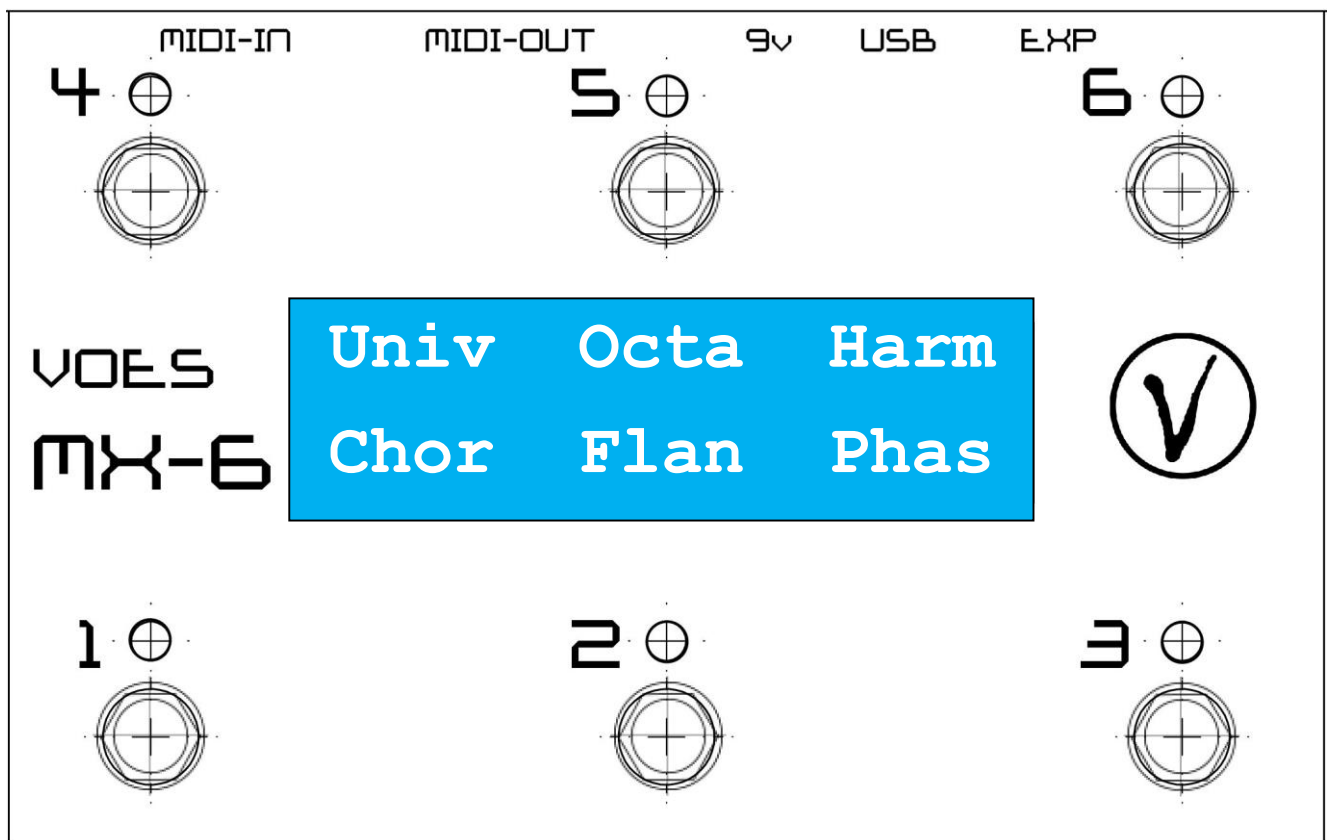 MIDI-IN MIDI-OUT 9v USB EXP
4 5 6
Univ Octa Harm
VOES
Chor Flan Phas
MX-6
V
1 2 3